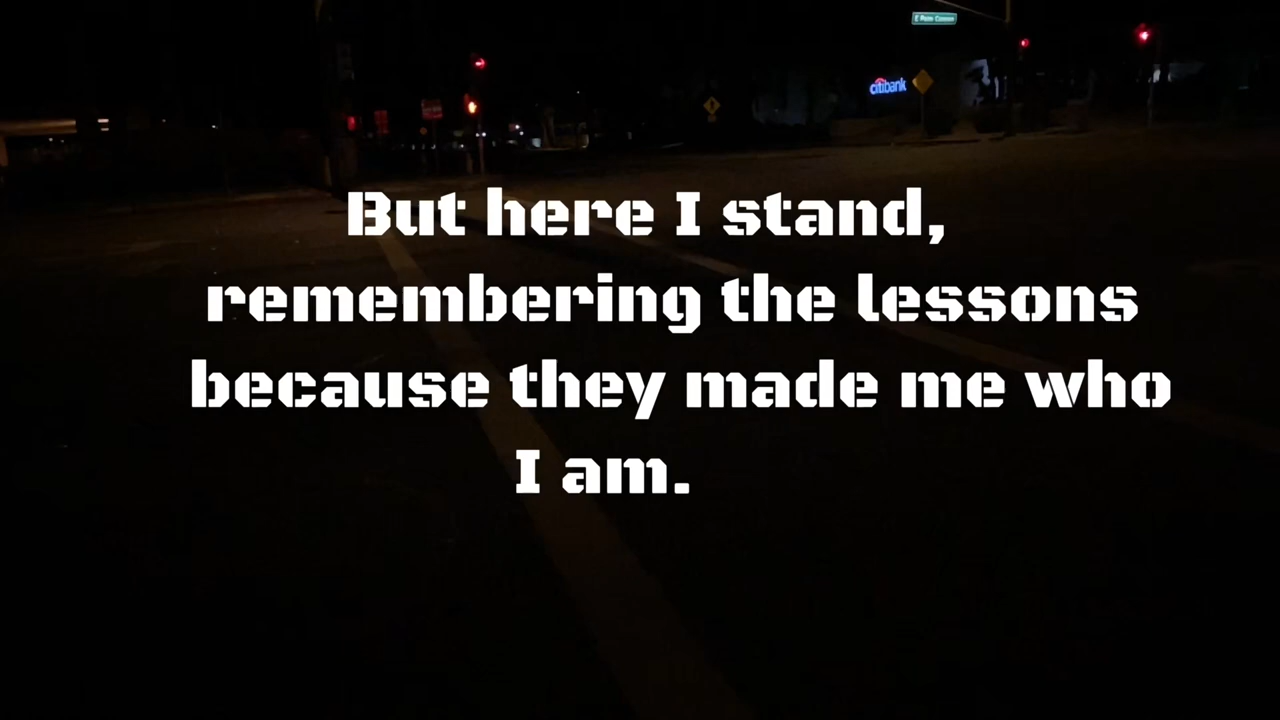 citibank
But here I stand,
remembering the lessons
because they made me who
I am.